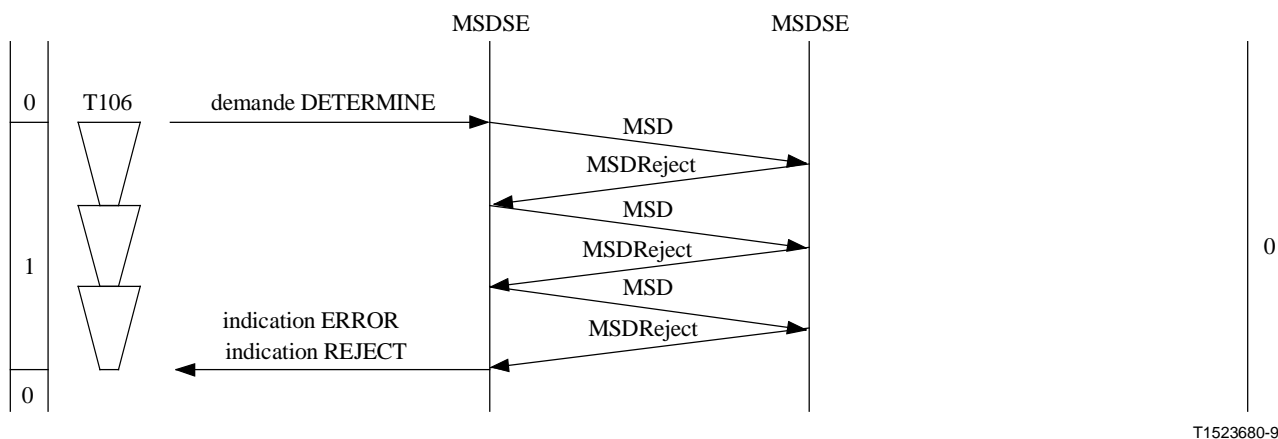 MSDSE MSDSE
0 T106 demande DETERMINE
MSD
MSDReject
MSD
MSDReject
1 0
MSD
indication ERROR
MSDReject
indication REJECT
0
T1523680-9